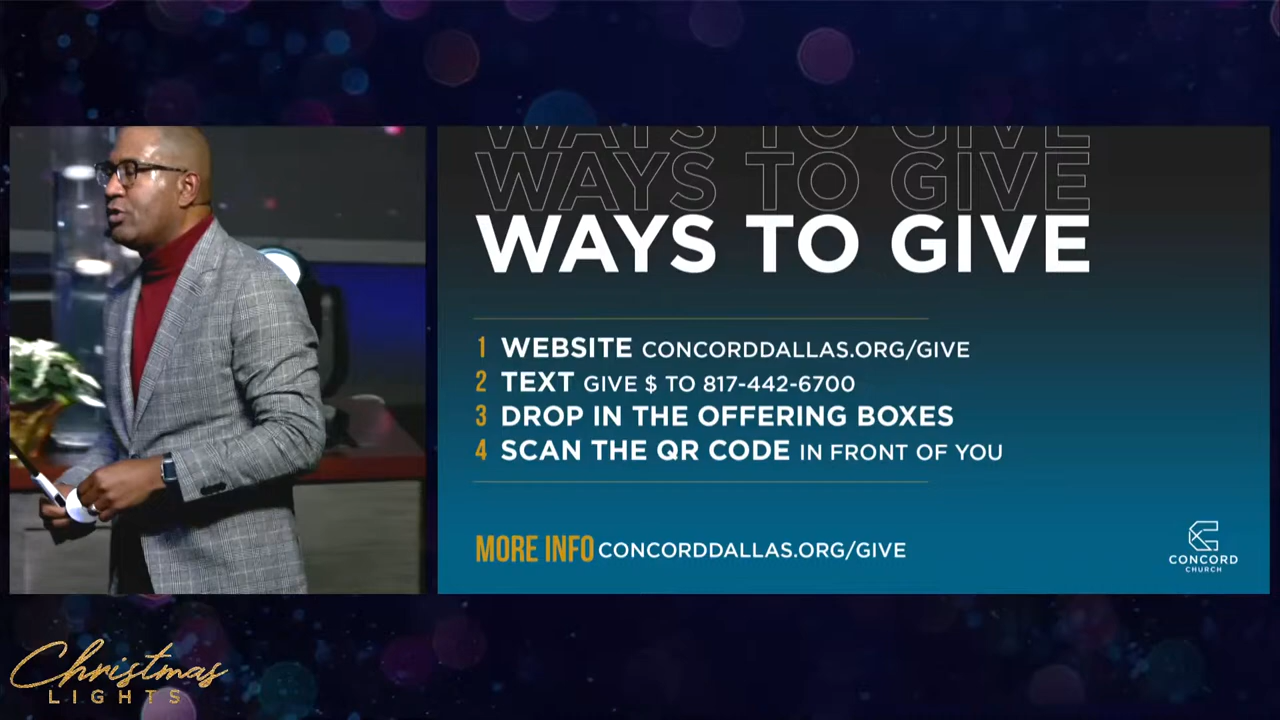 WAYS TO GIVE
WAYS TO GIVE
WAYS TO GIVE
1 WEBSITE CONCORDDALLAS.ORG/GIVE
2 TEXT GIVE $ TO 817-442-6700
3 DROP IN THE OFFERING BOXES
4 SCAN THE QR CODE IN FRONT OF YOU
MORE INFO CONCORDDALLAS.ORG/GIVE
CONCORD
CHURCH
Christmas
LIGHTS